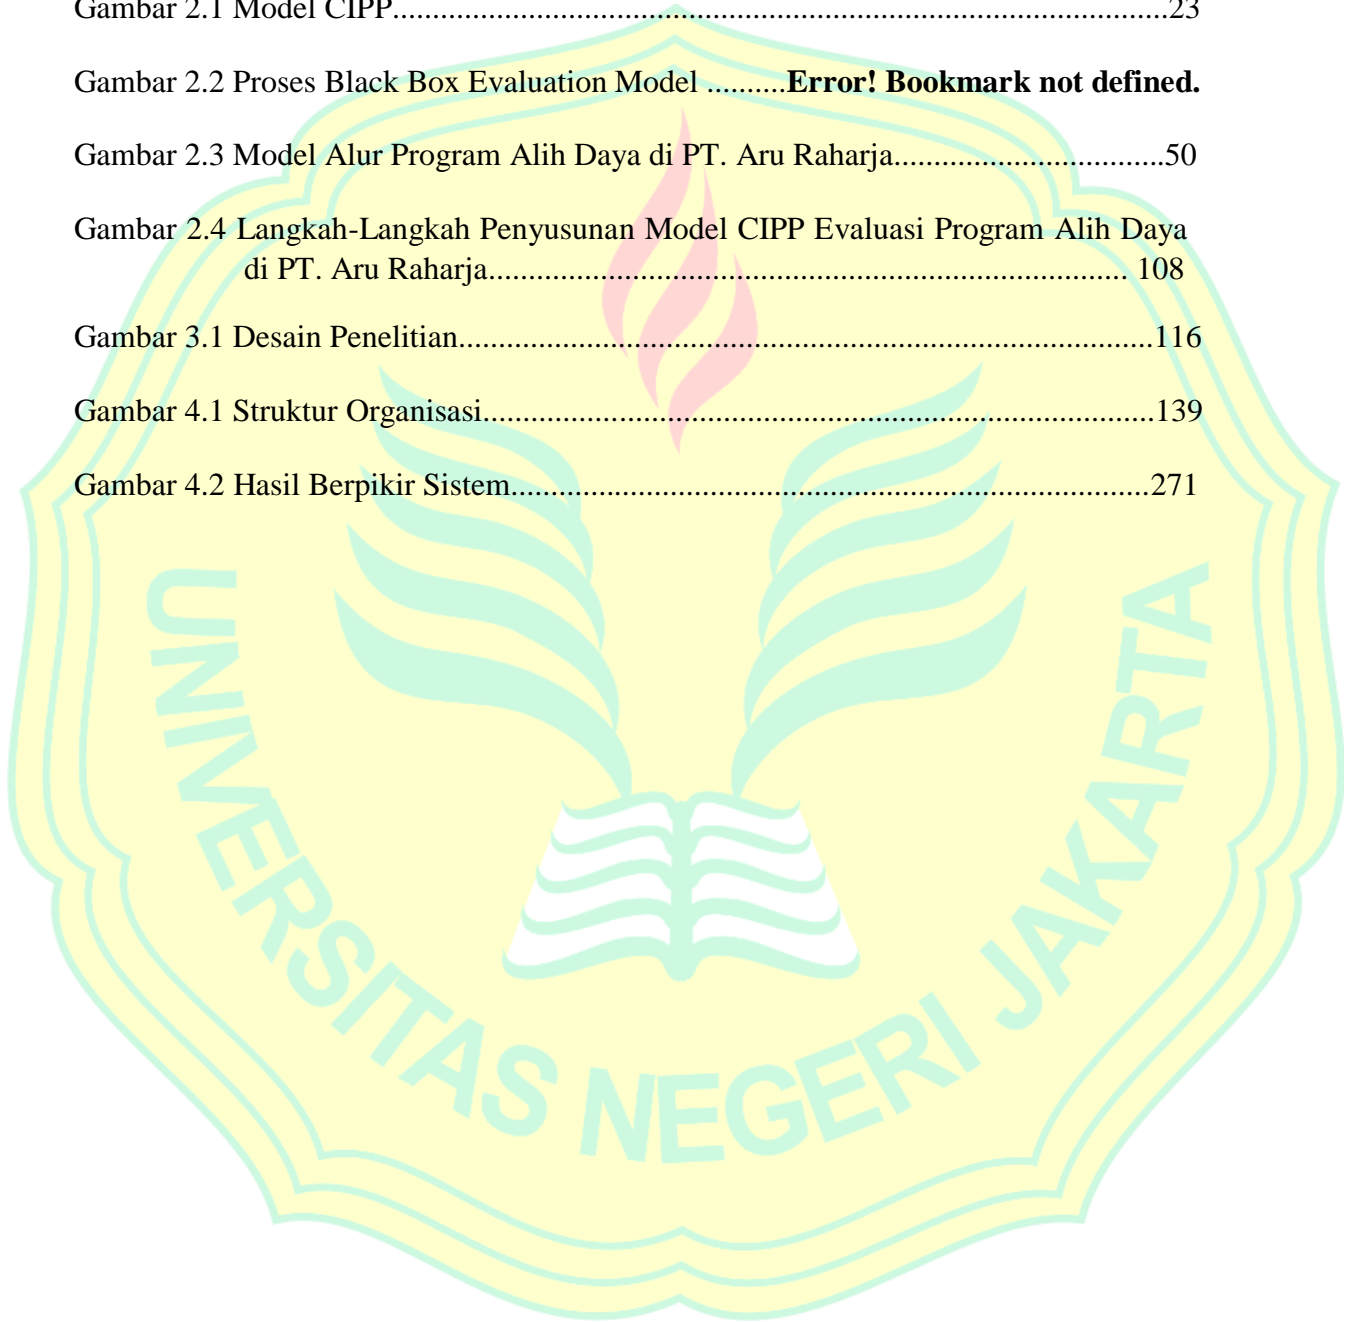 Gambar 2.1 Model CIPP................................................................................................23
Gambar 2.2 Proses Black Box Evaluation Model ..........Error! Bookmark not defined.
Gambar 2.3 Model Alur Program Alih Daya di PT. Aru Raharja.................................50
Gambar 2.4 Langkah-Langkah Penyusunan Model CIPP Evaluasi Program Alih Daya
di PT. Aru Raharja............................................................................... 108
Gambar 3.1 Desain Penelitian......................................................................................116
Gambar 4.1 Struktur Organisasi...................................................................................139
Gambar 4.2 Hasil Berpikir Sistem...............................................................................271
UNIVERSITAS NEGERI JAKARTA